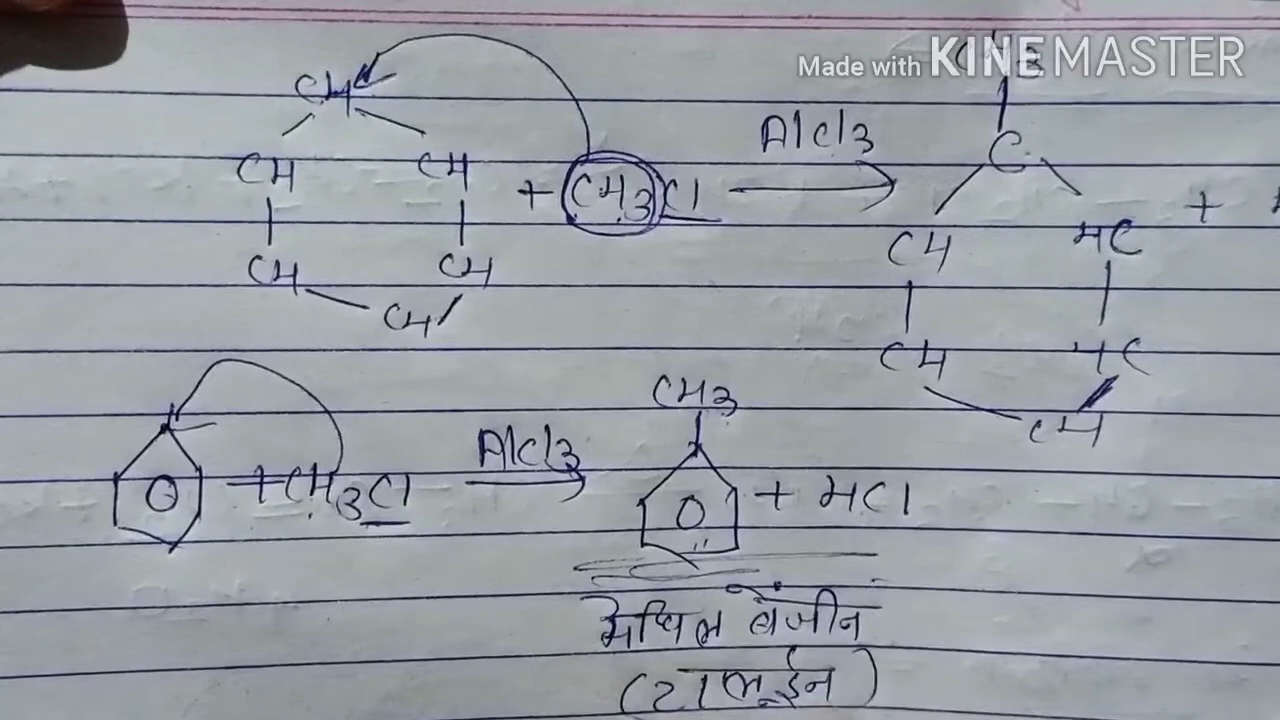 Made with KINEMASTER
CH3
CH
AlCl3
C
CH CH + CH3Cl
CH HC +
CH CH
CH
CH HC
CH
CH3
AlCl3
+ CH3Cl
+ HCl
मेथिल बेंजीन
(टालूईन)